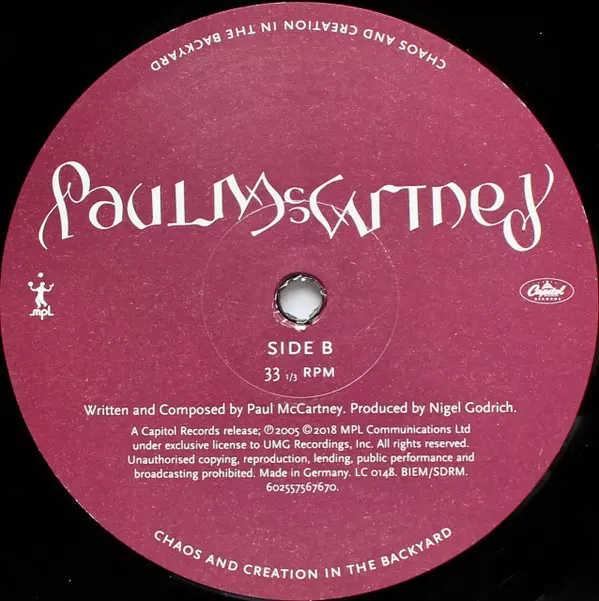 CHAOS AND CREATION IN THE BACKYARD
PAUL MCCARTNEY
mpl
Capitol
RECORDS
SIDE B
33 1/3 RPM
Written and Composed by Paul McCartney. Produced by Nigel Godrich.
A Capitol Records release; ℗2005 ©2018 MPL Communications Ltd
under exclusive license to UMG Recordings, Inc. All rights reserved.
Unauthorised copying, reproduction, lending, public performance and
broadcasting prohibited. Made in Germany. LC 0148. BIEM/SDRM.
602557567670.
CHAOS AND CREATION IN THE BACKYARD